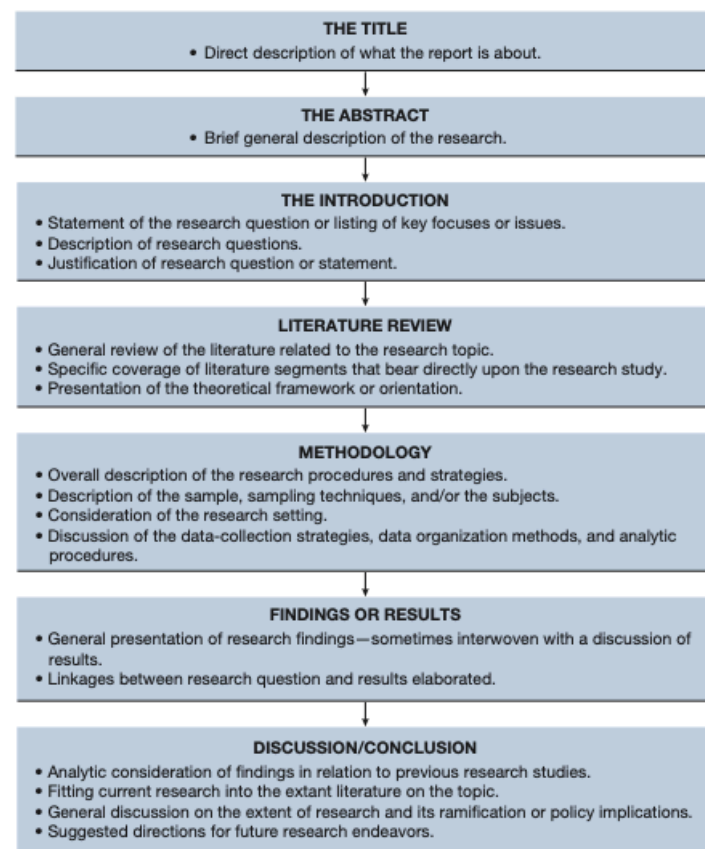 THE TITLE
• Direct description of what the report is about.
THE ABSTRACT
• Brief general description of the research.
THE INTRODUCTION
• Statement of the research question or listing of key focuses or issues.
• Description of research questions.
• Justification of research question or statement.
LITERATURE REVIEW
• General review of the literature related to the research topic.
• Specific coverage of literature segments that bear directly upon the research study.
• Presentation of the theoretical framework or orientation.
METHODOLOGY
• Overall description of the research procedures and strategies.
• Description of the sample, sampling techniques, and/or the subjects.
• Consideration of the research setting.
• Discussion of the data-collection strategies, data organization methods, and analytic
procedures.
FINDINGS OR RESULTS
• General presentation of research findings—sometimes interwoven with a discussion of
results.
• Linkages between research question and results elaborated.
DISCUSSION/CONCLUSION
• Analytic consideration of findings in relation to previous research studies.
• Fitting current research into the extant literature on the topic.
• General discussion on the extent of research and its ramification or policy implications.
• Suggested directions for future research endeavors.